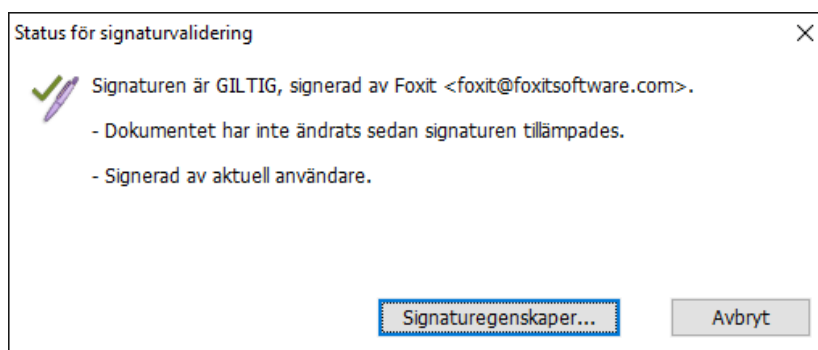 Status för signaturvalidering
Signaturen är GILTIG, signerad av Foxit <foxit@foxitsoftware.com>.
- Dokumentet har inte ändrats sedan signaturen tillämpades.
- Signerad av aktuell användare.
Signaturegenskaper... Avbryt